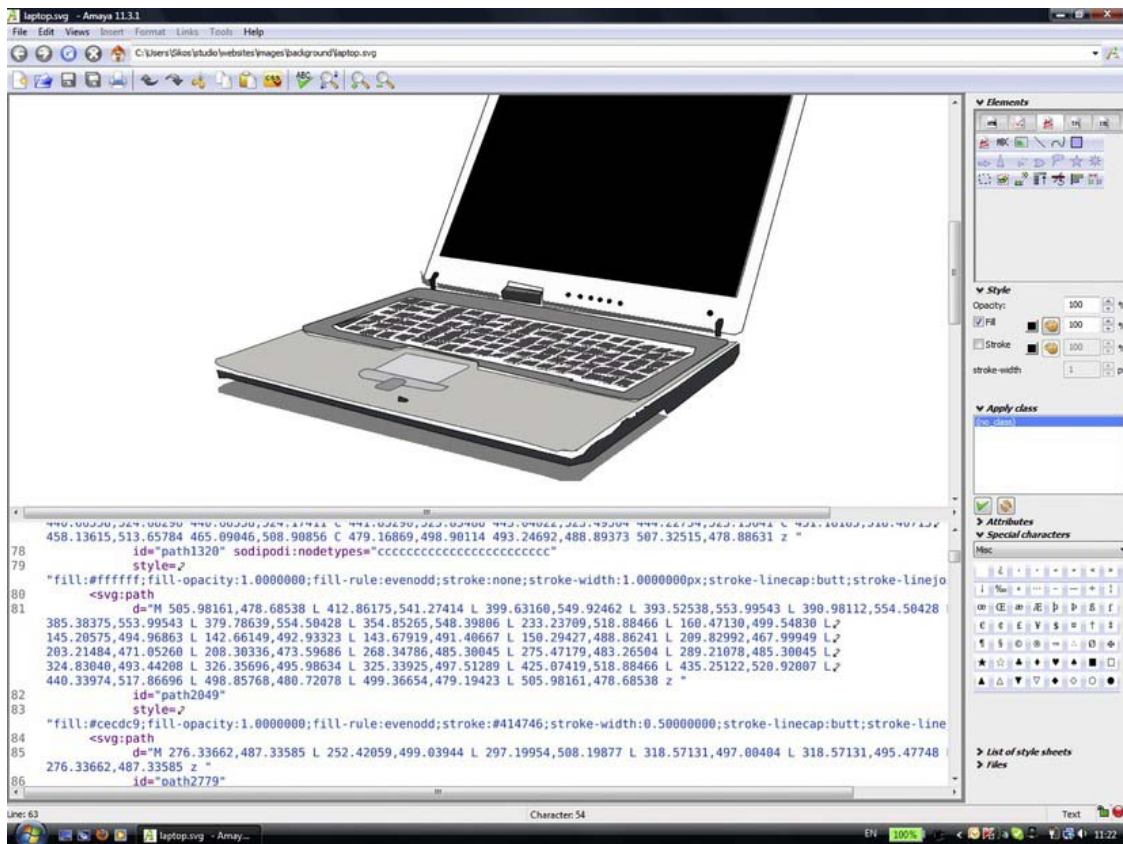 laptop.svg - Amaya 11.3.1
File Edit Views Insert Format Links Tools Help
C:\Users\Sikos\studio\websites\images\background\laptop.svg
Elements
Style
Opacity: 100
Fill 100
Stroke 100
stroke-width 1
Apply class
(no_class)
Attributes
Special characters
Misc
458.13615,513.65784 465.09046,508.90856 C 479.16869,498.90114 493.24692,488.89373 507.32515,478.88631 z "
78 id="path1320" sodipodi:nodetypes="cccccccccccccccccccccccccc"
79 style=
"fill:#ffffff;fill-opacity:1.0000000;fill-rule:evenodd;stroke:none;stroke-width:1.0000000px;stroke-linecap:butt;stroke-linejo
80 <svg:path
81 d="M 505.98161,478.68538 L 412.86175,541.27414 L 399.63160,549.92462 L 393.52538,553.99543 L 390.98112,554.50428 L
385.38375,553.99543 L 379.78639,554.50428 L 354.85265,548.39806 L 233.23709,518.88466 L 160.47130,499.54830 L
145.20575,494.96863 L 142.66149,492.93323 L 143.67919,491.40667 L 150.29427,488.86241 L 209.82992,467.99949 L
203.21484,471.05260 L 208.30336,473.59686 L 268.34786,485.30045 L 275.47179,483.26504 L 289.21078,485.30045 L
324.83040,493.44208 L 326.35696,495.98634 L 325.33925,497.51289 L 425.07419,518.88466 L 435.25122,520.92007 L
440.33974,517.86696 L 498.85768,480.72078 L 499.36654,479.19423 L 505.98161,478.68538 z "
82 id="path2049"
83 style=
"fill:#cecdc9;fill-opacity:1.0000000;fill-rule:evenodd;stroke:#414746;stroke-width:0.50000000;stroke-linecap:butt;stroke-line
84 <svg:path
85 d="M 276.33662,487.33585 L 252.42059,499.03944 L 297.19954,508.19877 L 318.57131,497.00404 L 318.57131,495.47748
276.33662,487.33585 z "
86 id="path2779"
List of style sheets
Files
Line: 63 Character: 54 Text
laptop.svg - Amay...
EN 100% 11:22